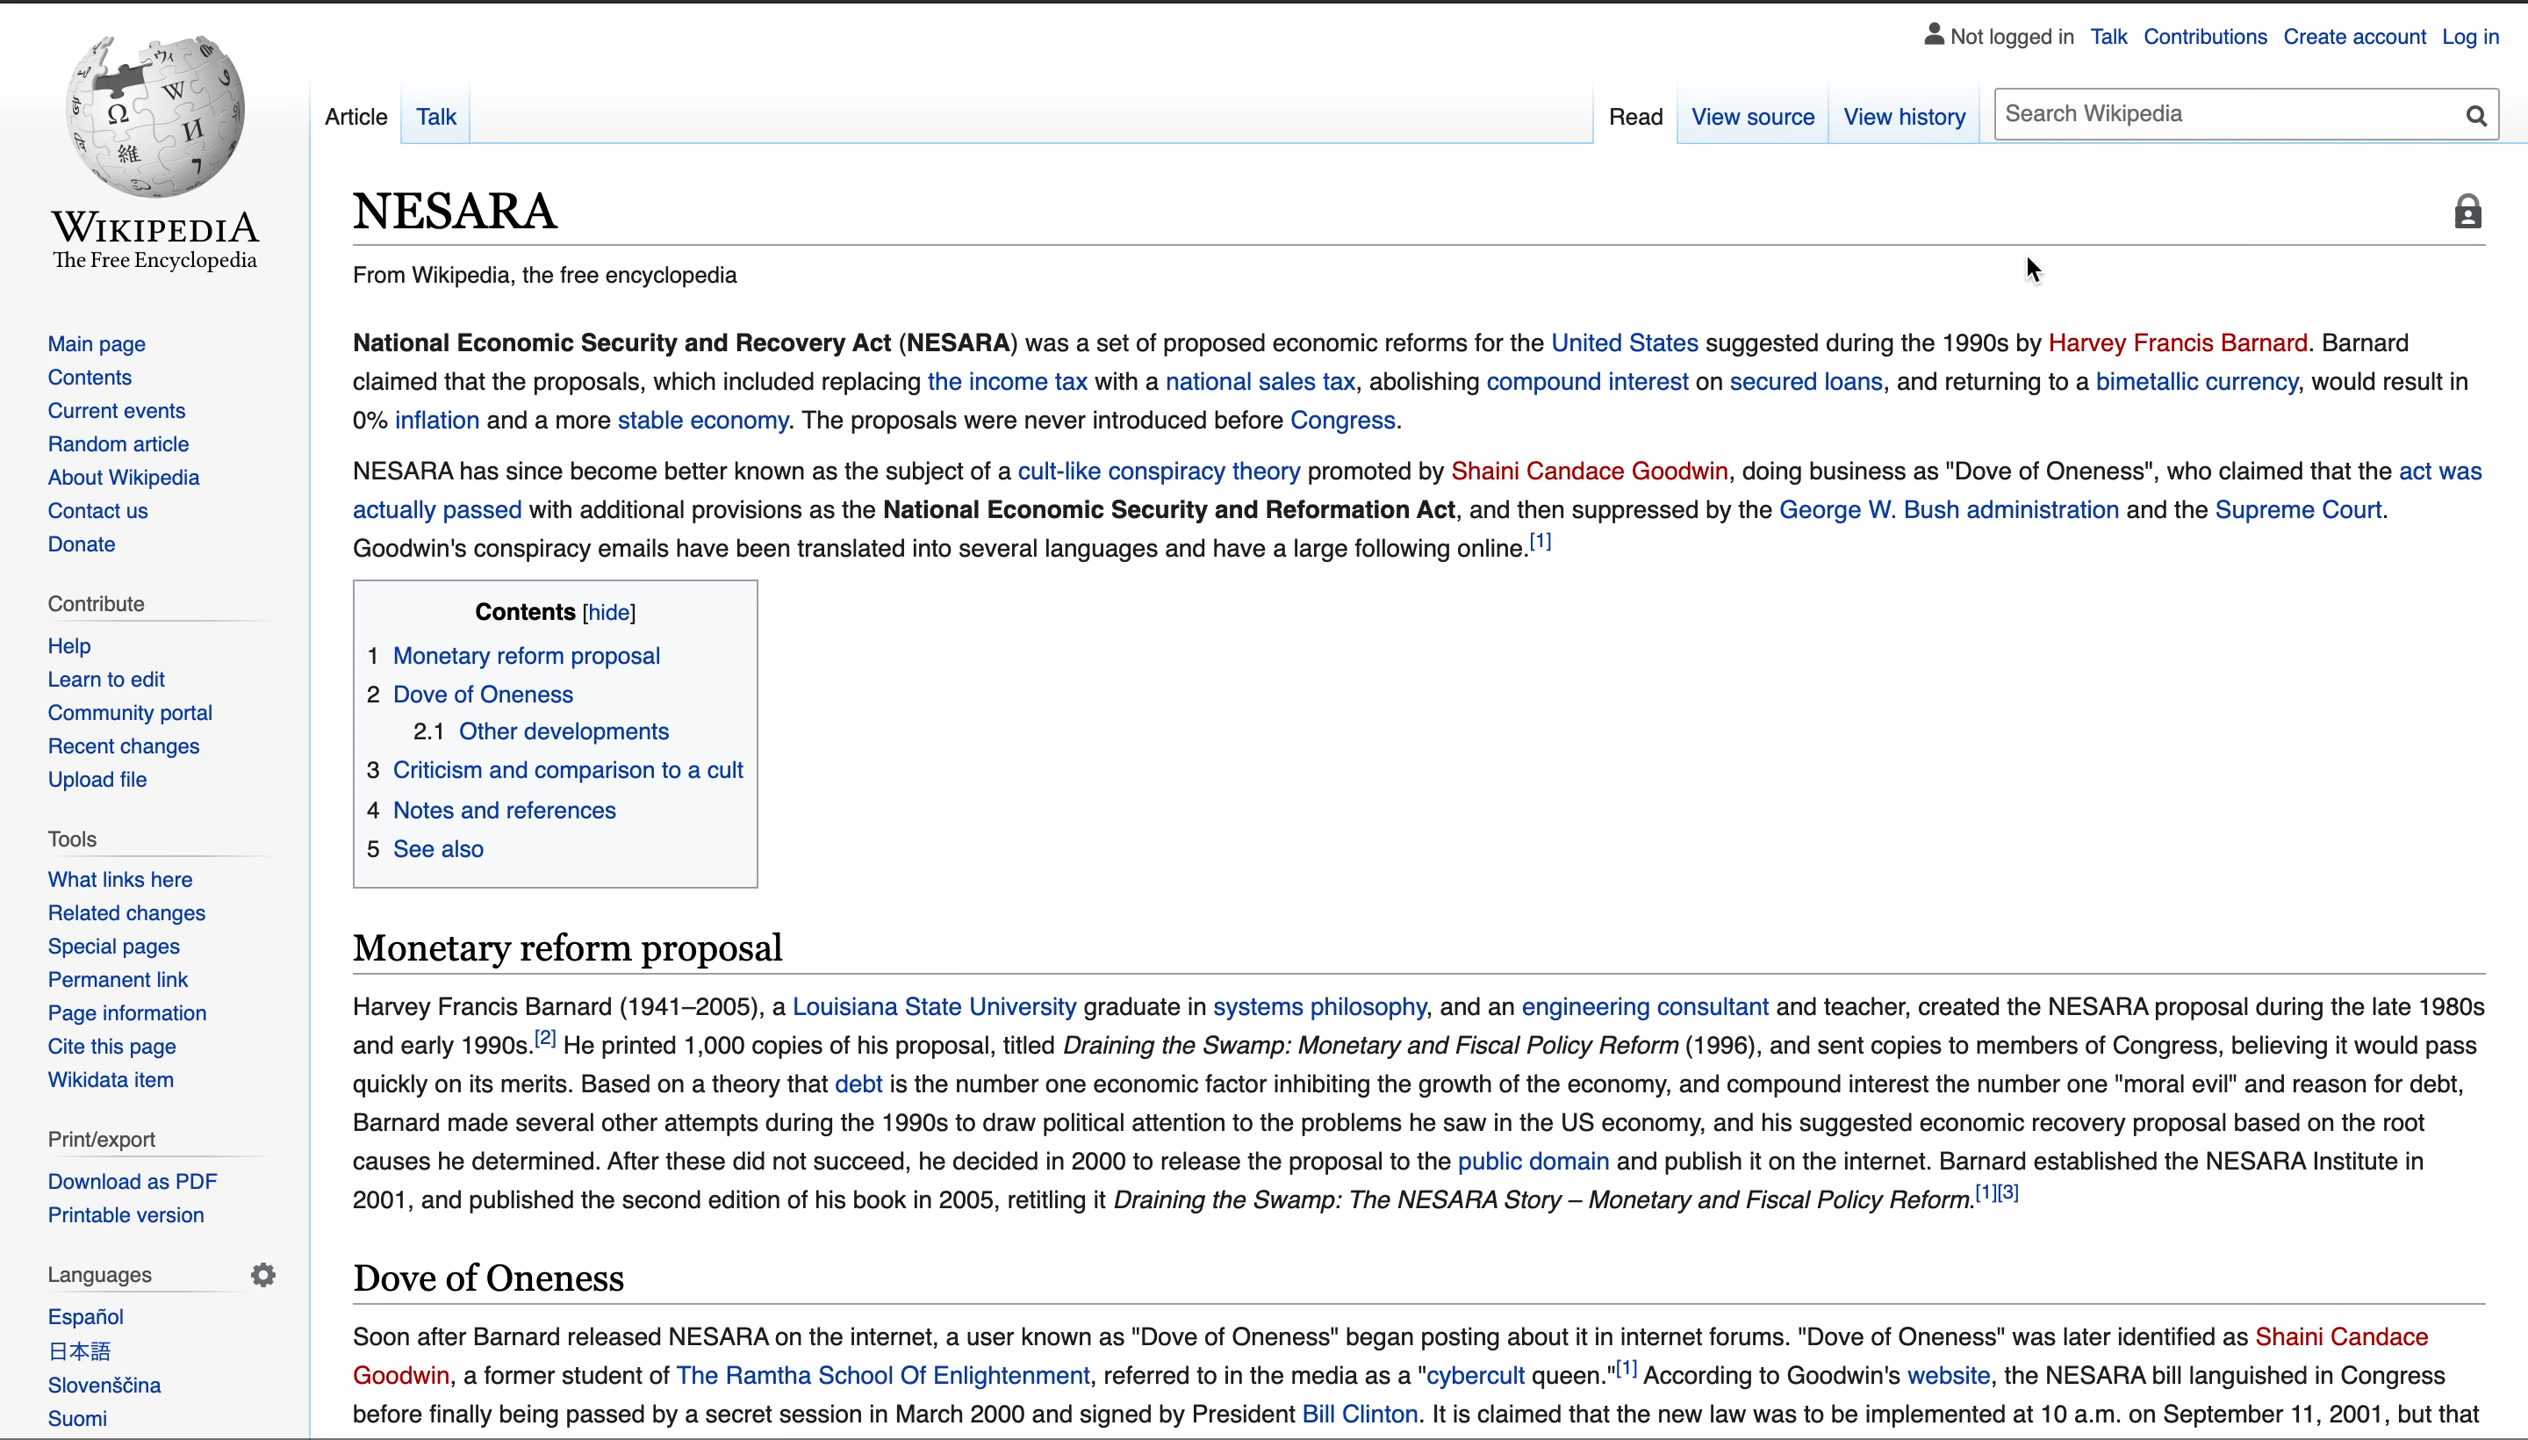 Not logged in Talk Contributions Create account Log in
Article Talk Read View source View history Search Wikipedia
WIKIPEDIA
The Free Encyclopedia
Main page
Contents
Current events
Random article
About Wikipedia
Contact us
Donate
Contribute
Help
Learn to edit
Community portal
Recent changes
Upload file
Tools
What links here
Related changes
Special pages
Permanent link
Page information
Cite this page
Wikidata item
Print/export
Download as PDF
Printable version
Languages
Español
日本語
Slovenščina
Suomi
NESARA
From Wikipedia, the free encyclopedia
National Economic Security and Recovery Act (NESARA) was a set of proposed economic reforms for the United States suggested during the 1990s by Harvey Francis Barnard. Barnard
claimed that the proposals, which included replacing the income tax with a national sales tax, abolishing compound interest on secured loans, and returning to a bimetallic currency, would result in
0% inflation and a more stable economy. The proposals were never introduced before Congress.
NESARA has since become better known as the subject of a cult-like conspiracy theory promoted by Shaini Candace Goodwin, doing business as "Dove of Oneness", who claimed that the act was
actually passed with additional provisions as the National Economic Security and Reformation Act, and then suppressed by the George W. Bush administration and the Supreme Court.
Goodwin's conspiracy emails have been translated into several languages and have a large following online.[1]
Contents [hide]
1 Monetary reform proposal
2 Dove of Oneness
2.1 Other developments
3 Criticism and comparison to a cult
4 Notes and references
5 See also
Monetary reform proposal
Harvey Francis Barnard (1941–2005), a Louisiana State University graduate in systems philosophy, and an engineering consultant and teacher, created the NESARA proposal during the late 1980s
and early 1990s.[2] He printed 1,000 copies of his proposal, titled Draining the Swamp: Monetary and Fiscal Policy Reform (1996), and sent copies to members of Congress, believing it would pass
quickly on its merits. Based on a theory that debt is the number one economic factor inhibiting the growth of the economy, and compound interest the number one "moral evil" and reason for debt,
Barnard made several other attempts during the 1990s to draw political attention to the problems he saw in the US economy, and his suggested economic recovery proposal based on the root
causes he determined. After these did not succeed, he decided in 2000 to release the proposal to the public domain and publish it on the internet. Barnard established the NESARA Institute in
2001, and published the second edition of his book in 2005, retitling it Draining the Swamp: The NESARA Story – Monetary and Fiscal Policy Reform.[1][3]
Dove of Oneness
Soon after Barnard released NESARA on the internet, a user known as "Dove of Oneness" began posting about it in internet forums. "Dove of Oneness" was later identified as Shaini Candace
Goodwin, a former student of The Ramtha School Of Enlightenment, referred to in the media as a "cybercult queen."[1] According to Goodwin's website, the NESARA bill languished in Congress
before finally being passed by a secret session in March 2000 and signed by President Bill Clinton. It is claimed that the new law was to be implemented at 10 a.m. on September 11, 2001, but that